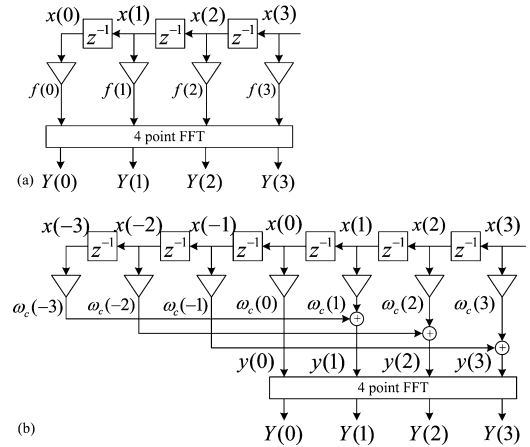 x(0) x(1) x(2) x(3)
z⁻¹ z⁻¹ z⁻¹
f(0) f(1) f(2) f(3)
4 point FFT
(a) Y(0) Y(1) Y(2) Y(3)
x(−3) x(−2) x(−1) x(0) x(1) x(2) x(3)
z⁻¹ z⁻¹ z⁻¹ z⁻¹ z⁻¹ z⁻¹
ω_c(−3) ω_c(−2) ω_c(−1) ω_c(0) ω_c(1) ω_c(2) ω_c(3)
+
+
+
y(0) y(1) y(2) y(3)
4 point FFT
(b) Y(0) Y(1) Y(2) Y(3)